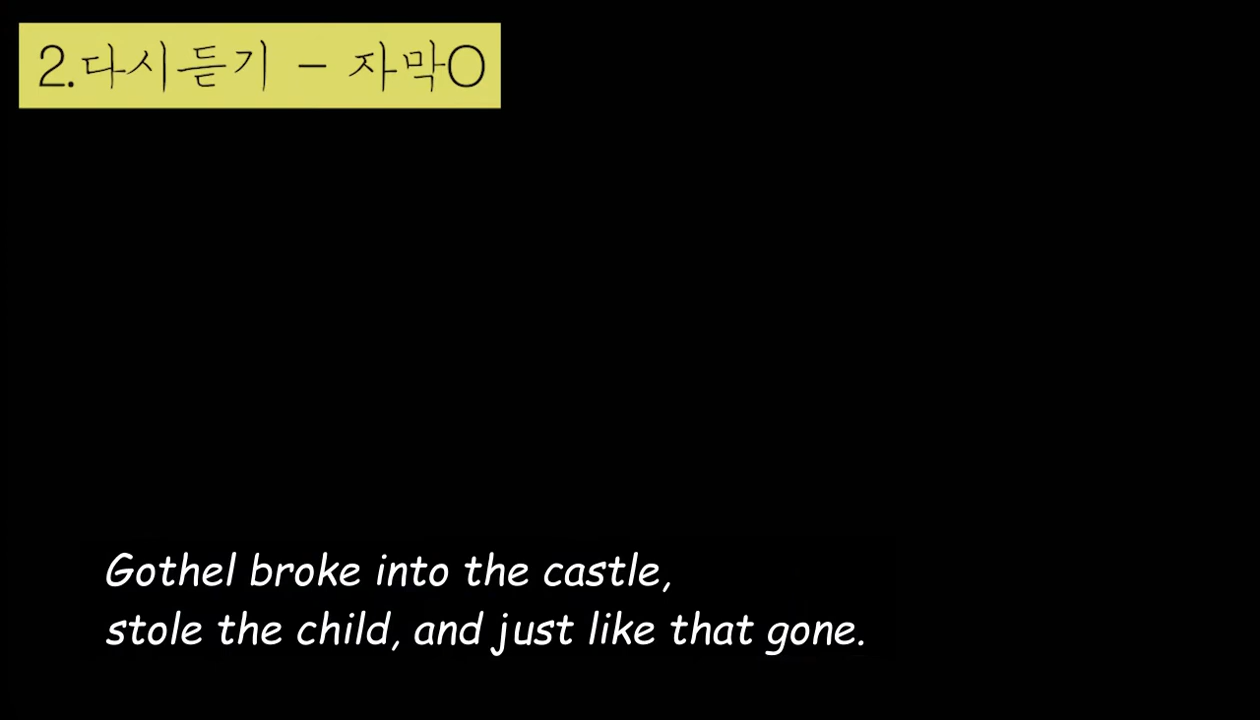 2.다시듣기 - 자막O
Gothel broke into the castle,
stole the child, and just like that gone.